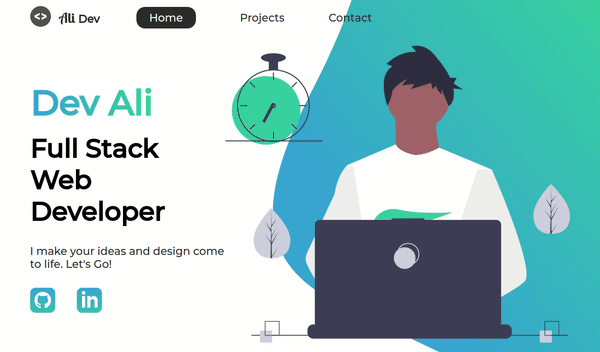 <> Ali Dev
Home
Projects
Contact
Dev Ali
Full Stack
Web
Developer
I make your ideas and design come
to life. Let's Go!
in